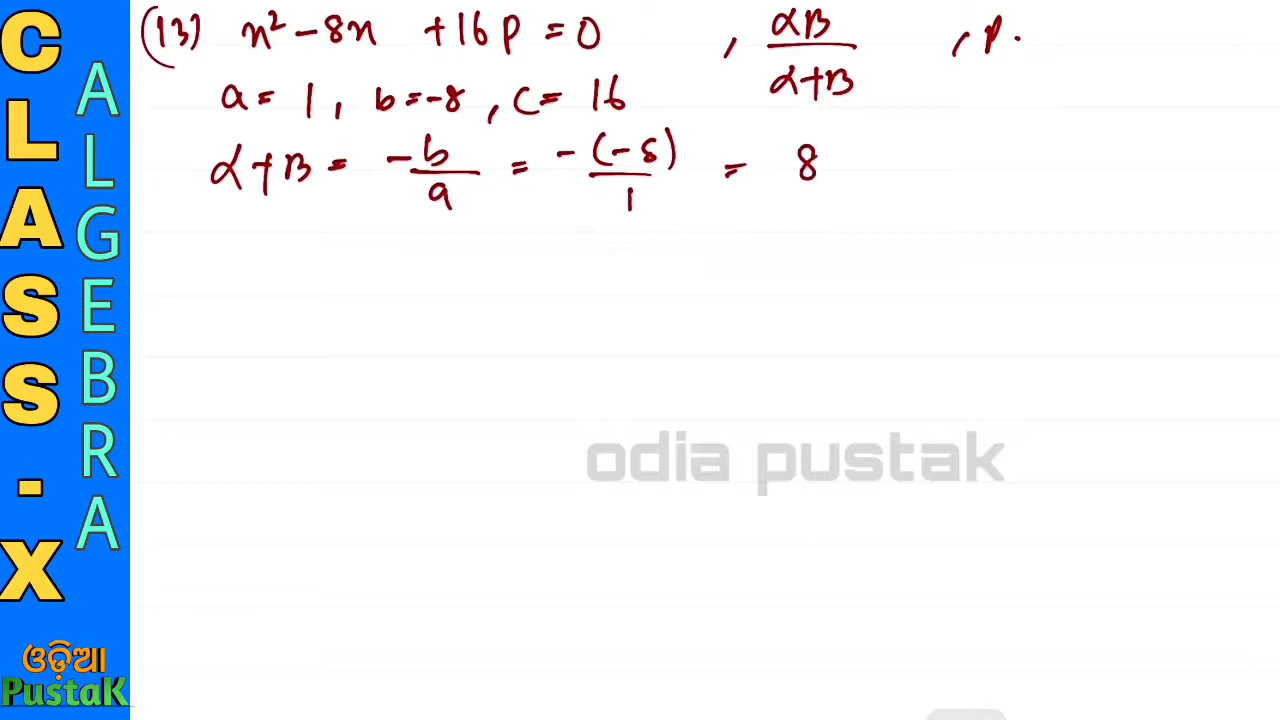 CLASS-X
ALGEBRA
ଓଡ଼ିଆ
PustaK
(13) x² - 8x + 16p = 0 , αβ/(α+β) , p.
a = 1, b = -8, c = 16
α + β = -b/a = -(-8)/1 = 8
odia pustak